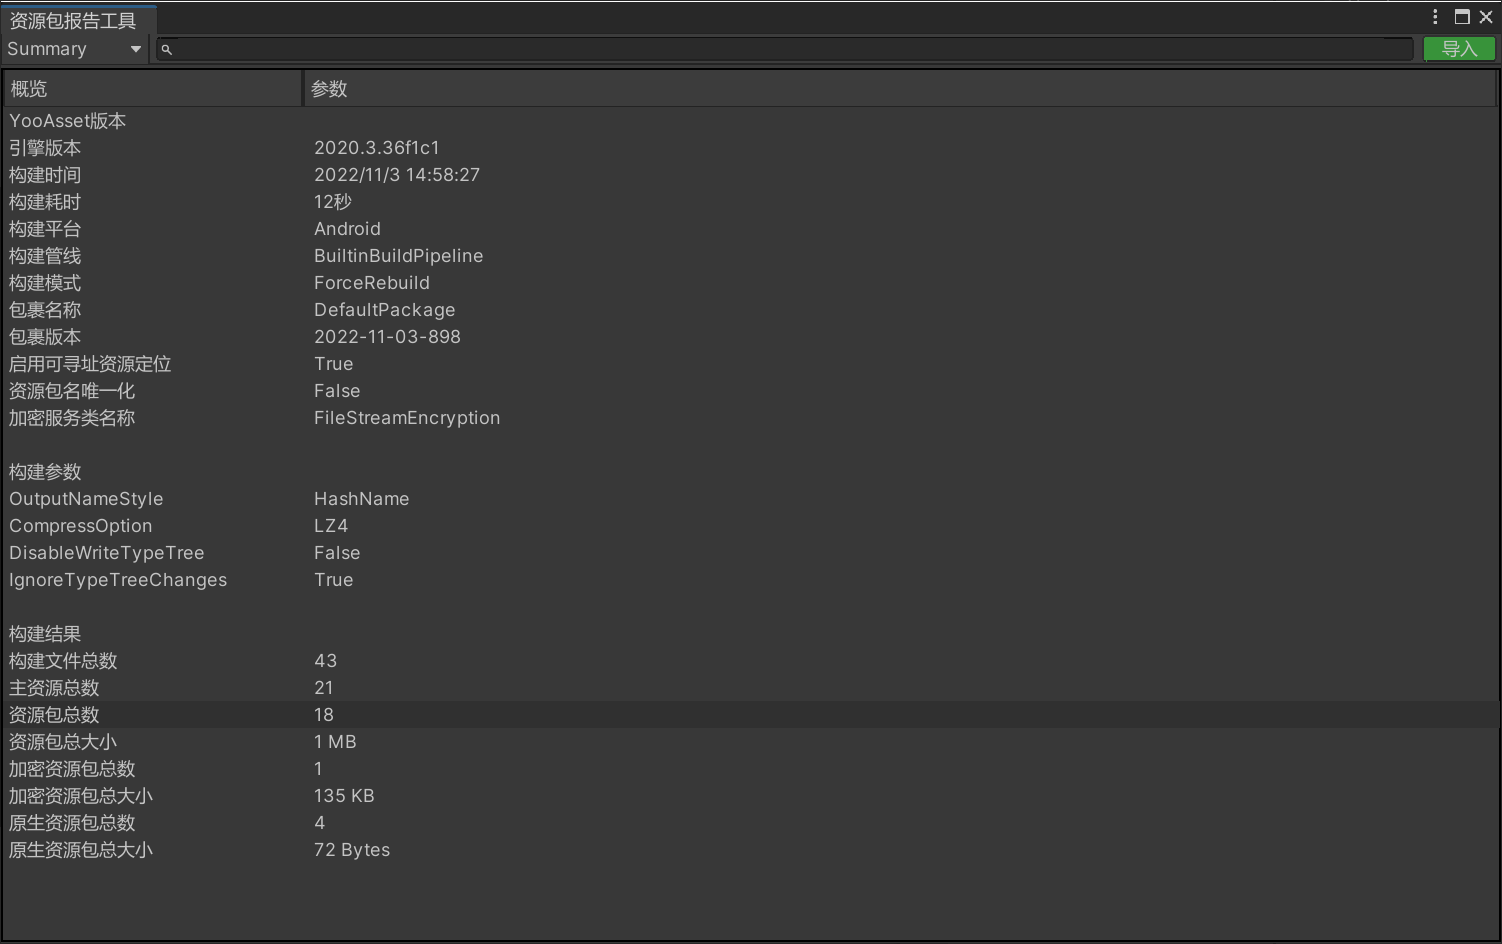 资源包报告工具
Summary
导入
概览 参数
YooAsset版本
引擎版本 2020.3.36f1c1
构建时间 2022/11/3 14:58:27
构建耗时 12秒
构建平台 Android
构建管线 BuiltinBuildPipeline
构建模式 ForceRebuild
包裹名称 DefaultPackage
包裹版本 2022-11-03-898
启用可寻址资源定位 True
资源包名唯一化 False
加密服务类名称 FileStreamEncryption
构建参数
OutputNameStyle HashName
CompressOption LZ4
DisableWriteTypeTree False
IgnoreTypeTreeChanges True
构建结果
构建文件总数 43
主资源总数 21
资源包总数 18
资源包总大小 1 MB
加密资源包总数 1
加密资源包总大小 135 KB
原生资源包总数 4
原生资源包总大小 72 Bytes